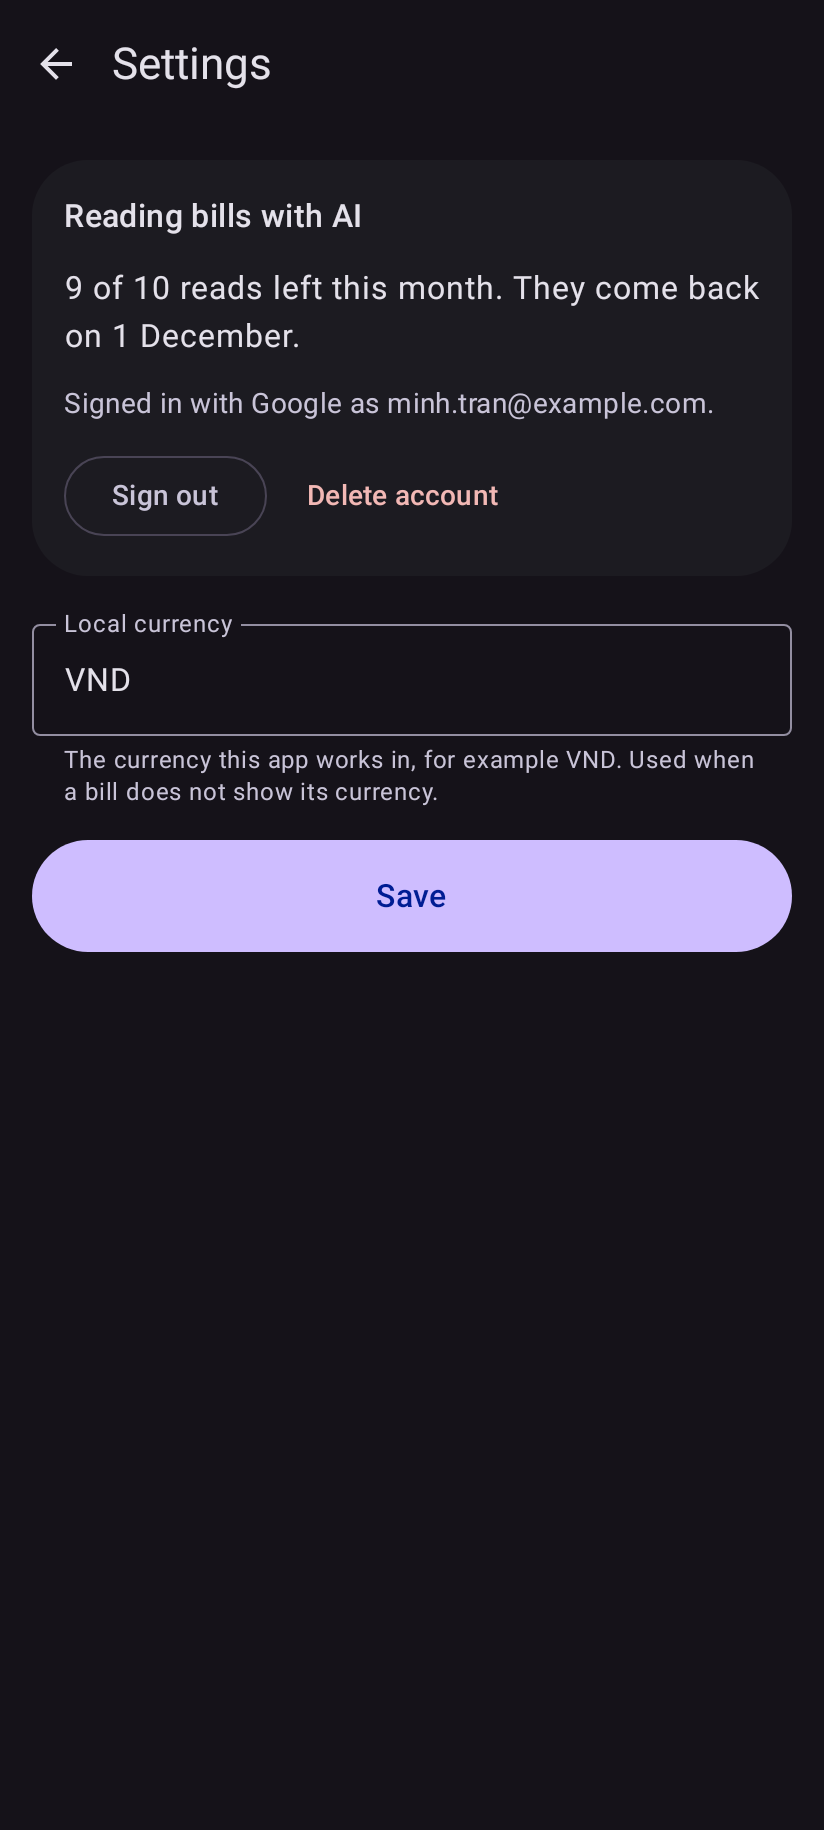 Settings
Reading bills with AI
9 of 10 reads left this month. They come back
on 1 December.
Signed in with Google as minh.tran@example.com.
Sign out
Delete account
Local currency
VND
The currency this app works in, for example VND. Used when
a bill does not show its currency.
Save